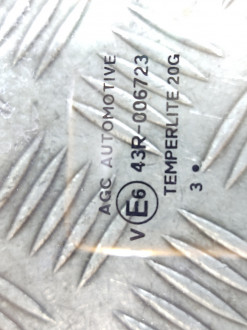 AGC AUTOMOTIVE
V E6 43R-006723
TEMPERLITE 20G
3 •